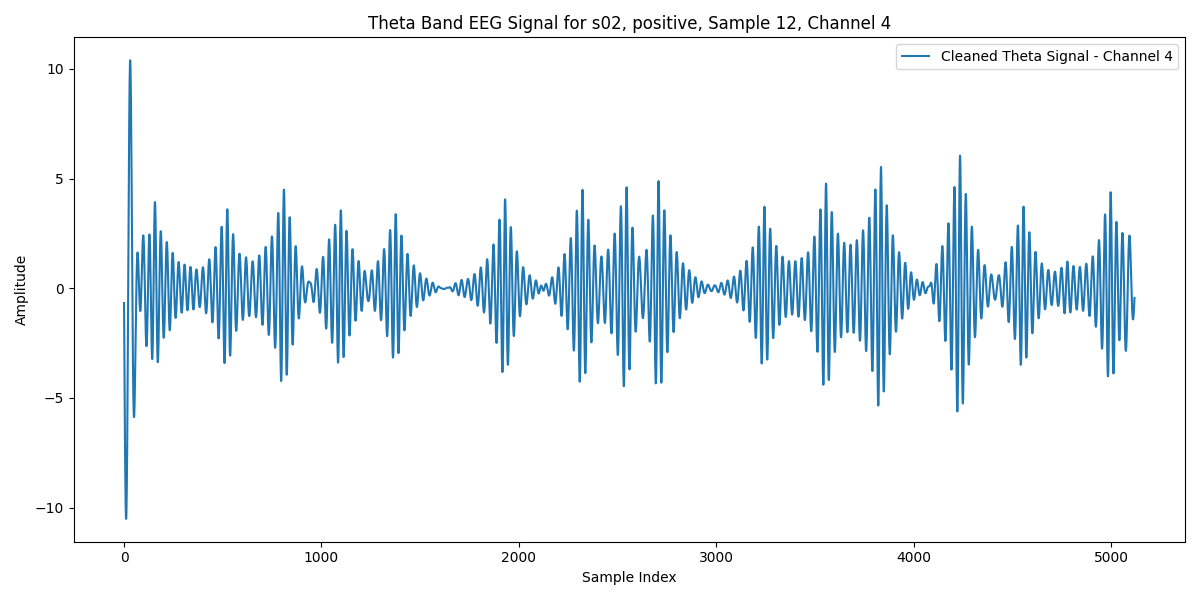 Theta Band EEG Signal for s02, positive, Sample 12, Channel 4
Cleaned Theta Signal - Channel 4
Amplitude
10
5
0
−5
−10
0 1000 2000 3000 4000 5000
Sample Index